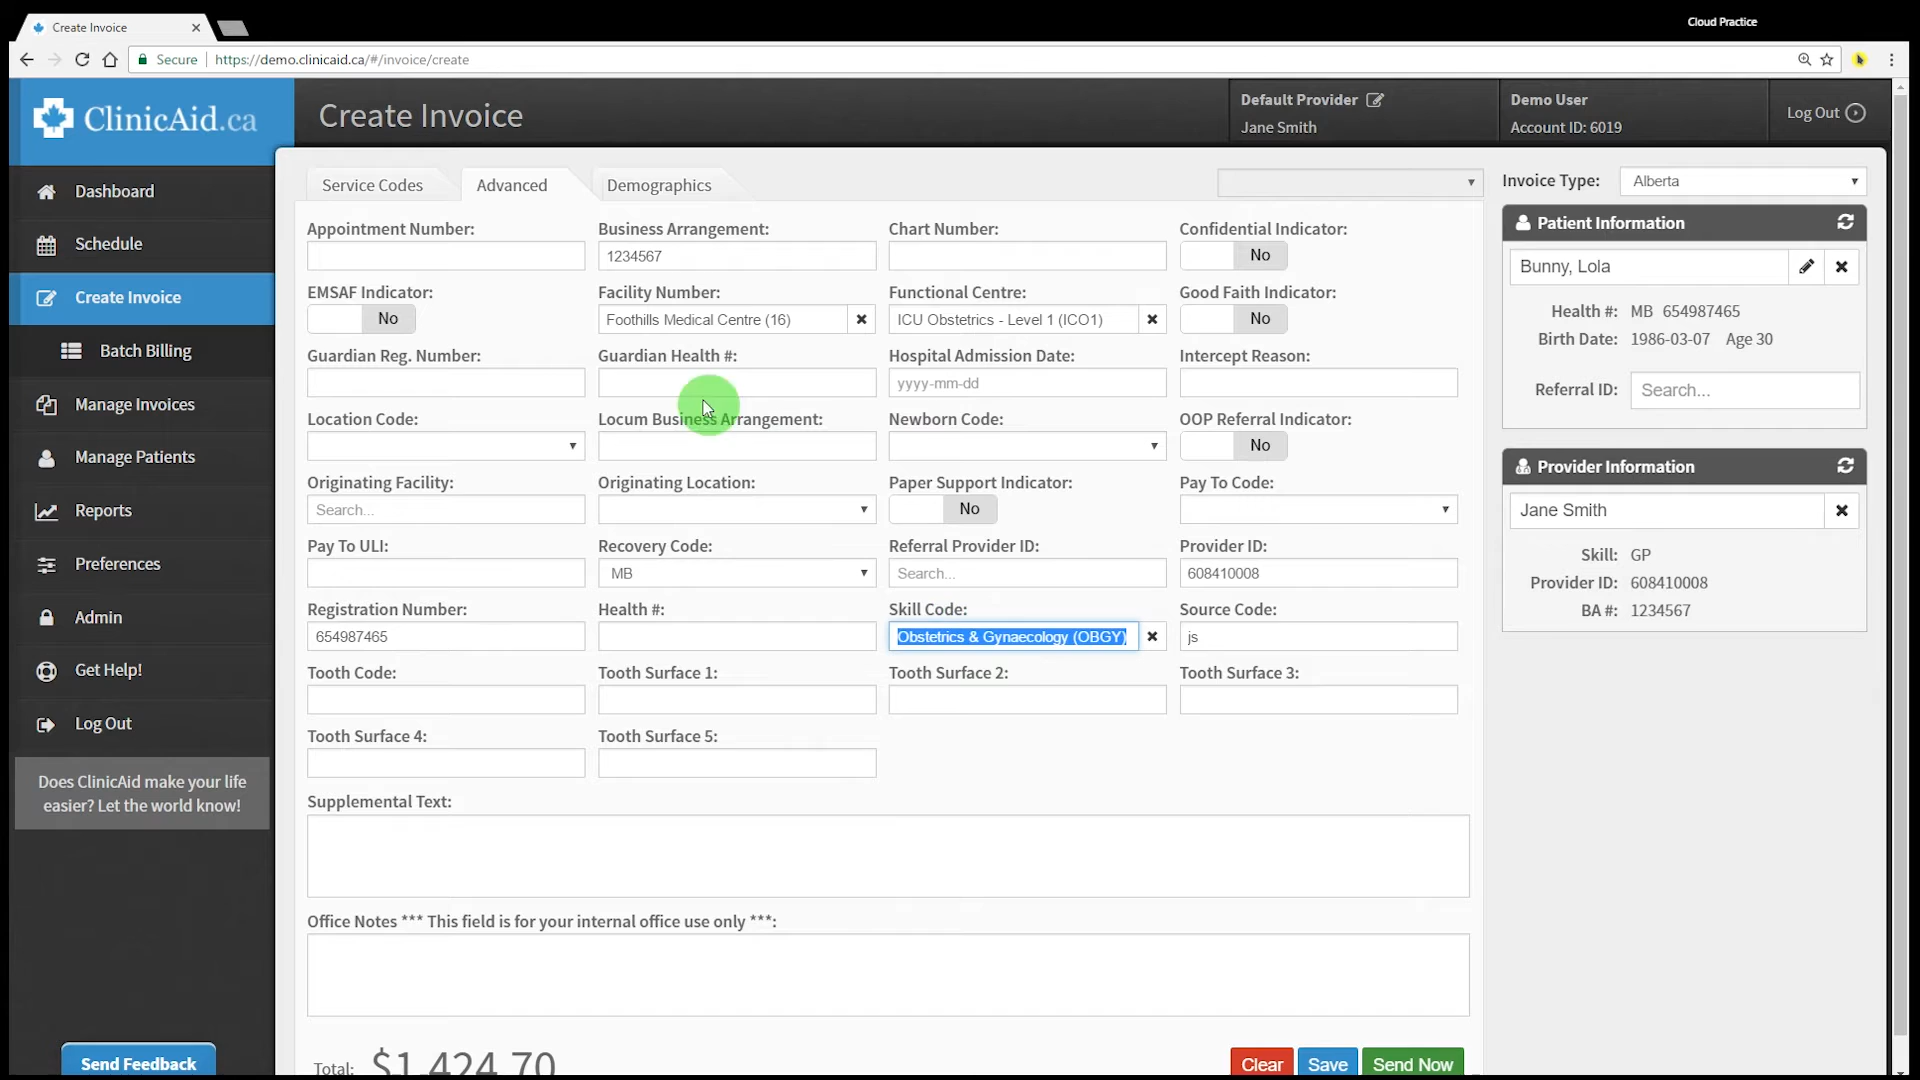 Create Invoice
Cloud Practice
Secure
https://demo.clinicaid.ca/#/invoice/create
ClinicAid.ca
Create Invoice
Default Provider
Jane Smith
Demo User
Account ID: 6019
Log Out
Dashboard
Schedule
Create Invoice
Batch Billing
Manage Invoices
Manage Patients
Reports
Preferences
Admin
Get Help!
Log Out
Does ClinicAid make your life
easier? Let the world know!
Send Feedback
Service Codes
Advanced
Demographics
Appointment Number:
Business Arrangement:
Chart Number:
Confidential Indicator:
1234567
No
EMSAF Indicator:
Facility Number:
Functional Centre:
Good Faith Indicator:
No
Foothills Medical Centre (16)
ICU Obstetrics - Level 1 (ICO1)
No
Guardian Reg. Number:
Guardian Health #:
Hospital Admission Date:
Intercept Reason:
yyyy-mm-dd
Location Code:
Locum Business Arrangement:
Newborn Code:
OOP Referral Indicator:
No
Originating Facility:
Originating Location:
Paper Support Indicator:
Pay To Code:
Search...
No
Pay To ULI:
Recovery Code:
Referral Provider ID:
Provider ID:
MB
Search...
608410008
Registration Number:
Health #:
Skill Code:
Source Code:
654987465
Obstetrics & Gynaecology (OBGY)
js
Tooth Code:
Tooth Surface 1:
Tooth Surface 2:
Tooth Surface 3:
Tooth Surface 4:
Tooth Surface 5:
Supplemental Text:
Office Notes *** This field is for your internal office use only ***:
Total: $1,424.70
Clear
Save
Send Now
Invoice Type:
Alberta
Patient Information
Bunny, Lola
Health #: MB 654987465
Birth Date: 1986-03-07 Age 30
Referral ID: Search...
Provider Information
Jane Smith
Skill: GP
Provider ID: 608410008
BA #: 1234567